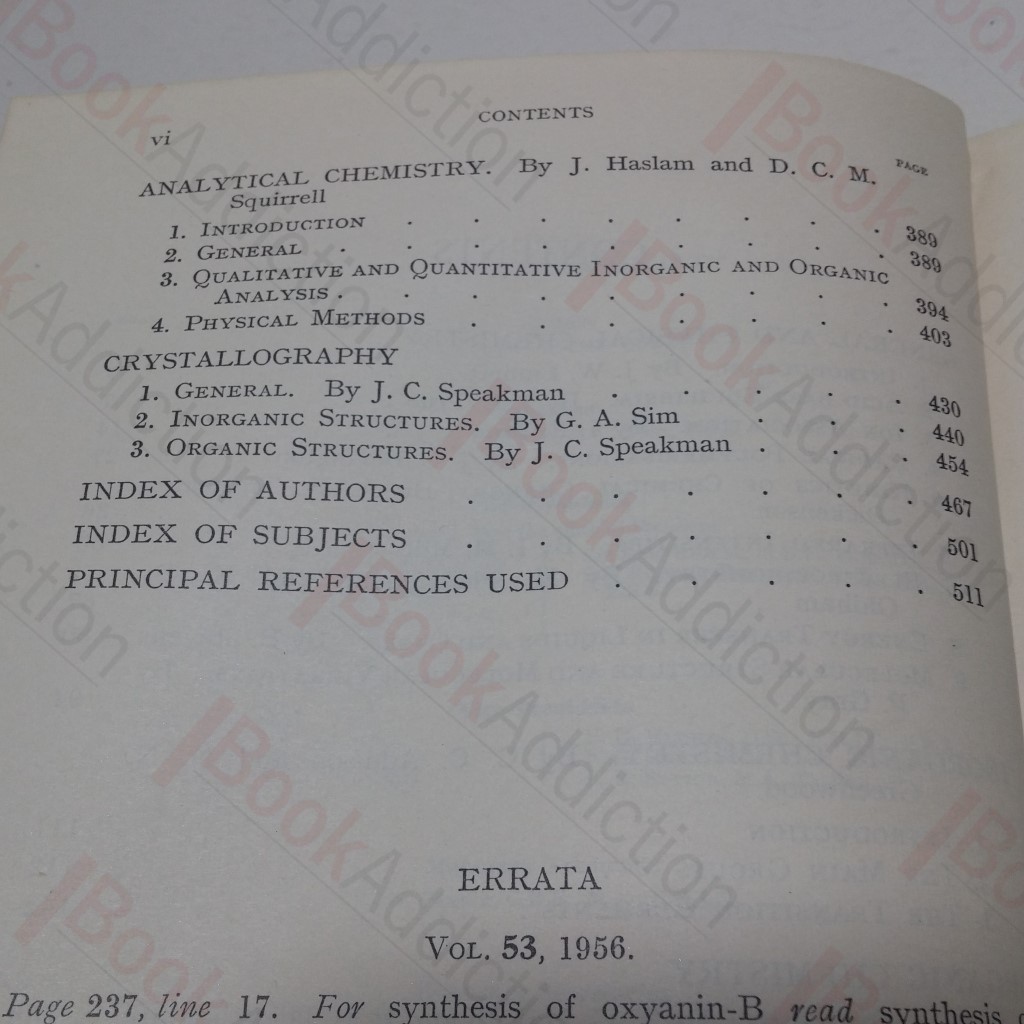 CONTENTS
vi
PAGE
ANALYTICAL CHEMISTRY. By J. Haslam and D. C. M.
Squirrell
1. INTRODUCTION . . . . . . . . 389
2. GENERAL . . . . . . . . . 389
3. QUALITATIVE AND QUANTITATIVE INORGANIC AND ORGANIC
ANALYSIS . . . . . . . . . 394
4. PHYSICAL METHODS . . . . . . . 403
CRYSTALLOGRAPHY
1. GENERAL. By J. C. Speakman . . . . . 430
2. INORGANIC STRUCTURES. By G. A. Sim . . . 440
3. ORGANIC STRUCTURES. By J. C. Speakman . . . 454
INDEX OF AUTHORS . . . . . . . 467
INDEX OF SUBJECTS . . . . . . . 501
PRINCIPAL REFERENCES USED . . . . . 511
ERRATA
VOL. 53, 1956.
Page 237, line 17. For synthesis of oxyanin-B read synthesis
BookAddiction